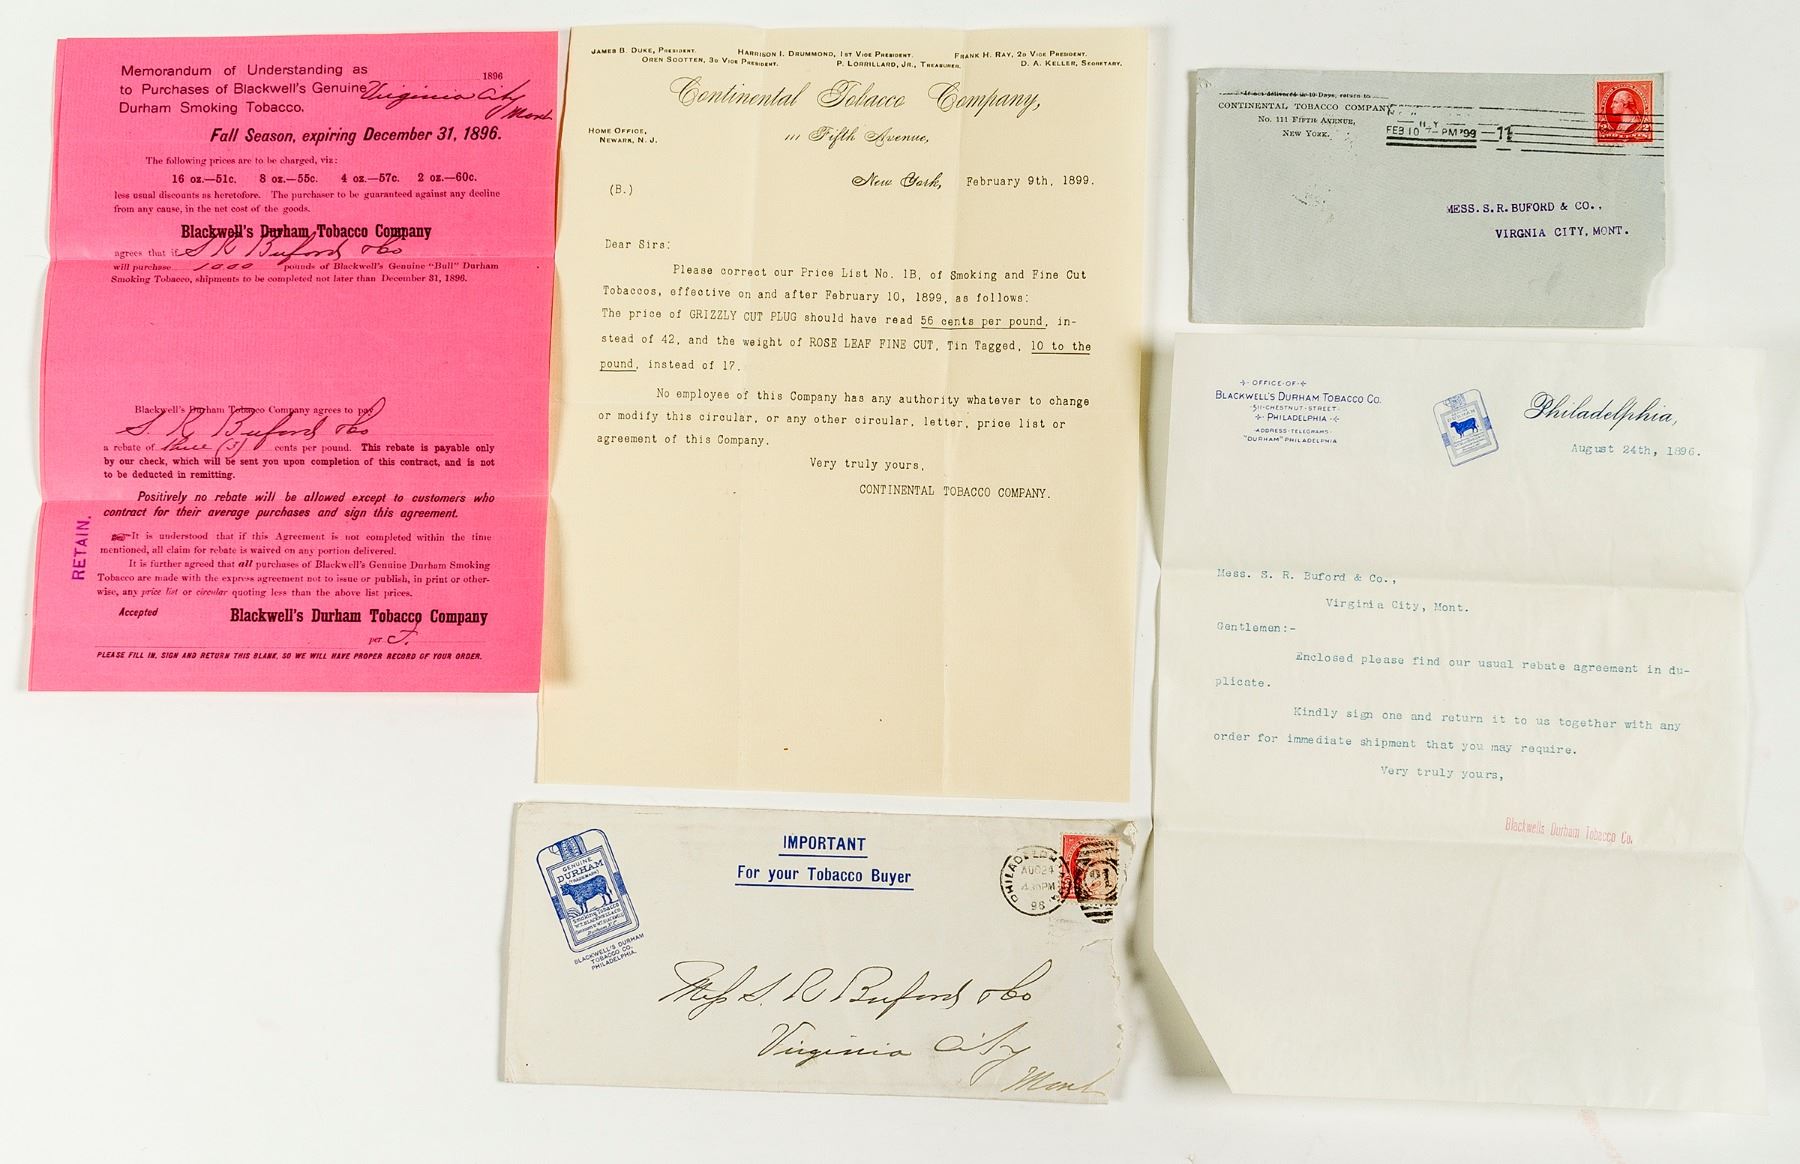 Memorandum of Understanding as
1896
to Purchases of Blackwell's Genuine
Virginia City
Mont
Durham Smoking Tobacco.
Fall Season, expiring December 31, 1896.
The following prices are to be charged, viz:
16 oz.—51c. 8 oz.—55c. 4 oz.—57c. 2 oz.—60c.
less usual discounts as heretofore. The purchaser to be guaranteed against any decline
from any cause, in the net cost of the goods.
Blackwell's Durham Tobacco Company
agrees that if S R Buford & Co
will purchase 1000 pounds of Blackwell's Genuine "Bull" Durham
Smoking Tobacco, shipments to be completed not later than December 31, 1896.
Blackwell's Durham Tobacco Company agrees to pay
S. R. Buford & Co
a rebate of three (3) cents per pound. This rebate is payable only
by our check, which will be sent you upon completion of this contract, and is not
to be deducted in remitting.
Positively no rebate will be allowed except to customers who
contract for their average purchases and sign this agreement.
It is understood that if this Agreement is not completed within the time
mentioned, all claim for rebate is waived on any portion delivered.
It is further agreed that all purchases of Blackwell's Genuine Durham Smoking
Tobacco are made with the express agreement not to issue or publish, in print or other-
wise, any price list or circular quoting less than the above list prices.
Accepted Blackwell's Durham Tobacco Company
per J.
PLEASE FILL IN, SIGN AND RETURN THIS BLANK, SO WE WILL HAVE PROPER RECORD OF YOUR ORDER.
RETAIN.
JAMES B. DUKE, PRESIDENT. HARRISON I. DRUMMOND, 1ST VICE PRESIDENT. FRANK H. RAY, 2D VICE PRESIDENT.
OREN SCOTTEN, 3D VICE PRESIDENT. P. LORRILLARD, JR., TREASURER. D. A. KELLER, SECRETARY.
Continental Tobacco Company,
HOME OFFICE,
NEWARK, N. J.
111 Fifth Avenue,
New York, February 9th, 1899.
(B.)
Dear Sirs:
Please correct our Price List No. 1B, of Smoking and Fine Cut
Tobaccos, effective on and after February 10, 1899, as follows:
The price of GRIZZLY CUT PLUG should have read 56 cents per pound, in-
stead of 42, and the weight of ROSE LEAF FINE CUT, Tin Tagged, 10 to the
pound, instead of 17.
No employee of this Company has any authority whatever to change
or modify this circular, or any other circular, letter, price list or
agreement of this Company.
Very truly yours,
CONTINENTAL TOBACCO COMPANY.
If not delivered in 10 Days, return to
CONTINENTAL TOBACCO COMPANY
No. 111 FIFTH AVENUE,
NEW YORK.
N.Y.
FEB 10 7-PM '99
MESS. S.R. BUFORD & CO.,
VIRGNIA CITY, MONT.
OFFICE OF
BLACKWELL'S DURHAM TOBACCO CO.
511 CHESTNUT STREET
PHILADELPHIA
ADDRESS TELEGRAMS
"DURHAM" PHILADELPHIA
DURHAM
Philadelphia,
August 24th, 1896.
Mess. S. R. Buford & Co.,
Virginia City, Mont.
Gentlemen:-
Enclosed please find our usual rebate agreement in du-
plicate.
Kindly sign one and return it to us together with any
order for immediate shipment that you may require.
Very truly yours,
Blackwells Durham Tobacco Co.
GENUINE
DURHAM
SMOKING TOBACCO
BLACKWELL'S DURHAM
TOBACCO CO.
PHILADELPHIA.
IMPORTANT
For your Tobacco Buyer
PHILADELPHIA
AUG 24
4 30 PM
96
Mess S. R Buford & Co
Virginia City
Mont